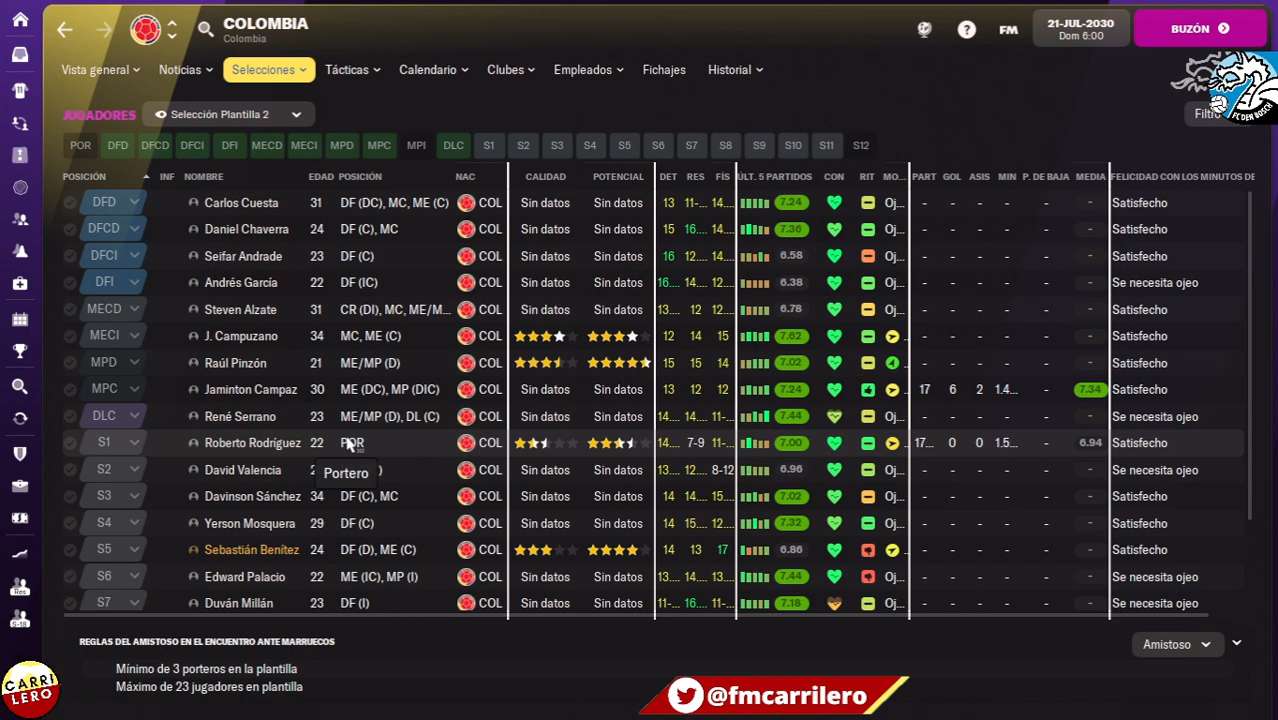 COLOMBIA
Colombia
FM
21-JUL-2030
Dom 6:00
BUZÓN
Vista general
Noticias
Selecciones
Tácticas
Calendario
Clubes
Empleados
Fichajes
Historial
FC DEN BOSCH
JUGADORES
Selección Plantilla 2
Filtro
POR DFD DFCD DFCI DFI MECD MECI MPD MPC MPI DLC S1 S2 S3 S4 S5 S6 S7 S8 S9 S10 S11 S12
POSICIÓN INF NOMBRE EDAD POSICIÓN NAC CALIDAD POTENCIAL DET RES FÍS ÚLT. 5 PARTIDOS CON RIT MO... PART GOL ASIS MIN P. DE BAJA MEDIA FELICIDAD CON LOS MINUTOS DE
DFD Carlos Cuesta 31 DF (DC), MC, ME (C) COL Sin datos Sin datos 13 11-... 14.... 7.24 Oj... - - - - - - Satisfecho
DFCD Daniel Chaverra 24 DF (C), MC COL Sin datos Sin datos 15 16.... 14.... 7.36 Oj... - - - - - - Satisfecho
DFCI Seifar Andrade 23 DF (C) COL Sin datos Sin datos 16 12.... 14.... 6.58 Oj... - - - - - - Satisfecho
DFI Andrés García 22 DF (IC) COL Sin datos Sin datos 16.... 14.... 12.... 6.38 Oj... - - - - - - Se necesita ojeo
MECD Steven Alzate 31 CR (DI), MC, ME/M... COL Sin datos Sin datos 13.... 12 12.... 6.78 Oj... - - - - - - Satisfecho
MECI J. Campuzano 34 MC, ME (C) COL 12 14 15 7.62 - - - - - - Satisfecho
MPD Raúl Pinzón 21 ME/MP (D) COL 15 15 14 7.02 - - - - - - Satisfecho
MPC Jaminton Campaz 30 ME (DC), MP (DIC) COL Sin datos Sin datos 13 12 12 7.24 17 6 2 1.4... - 7.34 Satisfecho
DLC René Serrano 23 ME/MP (D), DL (C) COL Sin datos Sin datos 14.... 14.... 11-... 7.44 Oj... - - - - - - Se necesita ojeo
S1 Roberto Rodríguez 22 POR COL 14.... 7-9 11-... 7.00 17... 0 0 1.5... - 6.94 Satisfecho
S2 David Valencia COL Sin datos Sin datos 13.... 12.... 8-12 6.96 Oj... - - - - - - Se necesita ojeo
Portero
S3 Davinson Sánchez 34 DF (C), MC COL Sin datos Sin datos 14 14.... 15.... 7.02 Oj... - - - - - - Satisfecho
S4 Yerson Mosquera 29 DF (C) COL Sin datos Sin datos 14 15.... 12.... 7.32 Oj... - - - - - - Satisfecho
S5 Sebastián Benítez 24 DF (D), ME (C) COL 14 13 17 6.86 - - - - - - Satisfecho
S6 Edward Palacio 22 ME (IC), MP (I) COL Sin datos Sin datos 13.... 14.... 13.... 7.44 Oj... - - - - - - Se necesita ojeo
S7 Duván Millán 23 DF (I) COL Sin datos Sin datos 11-... 16.... 11-... 7.18 Oj... - - - - - - Se necesita ojeo
REGLAS DEL AMISTOSO EN EL ENCUENTRO ANTE MARRUECOS
Amistoso
Mínimo de 3 porteros en la plantilla
Máximo de 23 jugadores en plantilla
Res
S-18
CARRI
LERO
@fmcarrilero